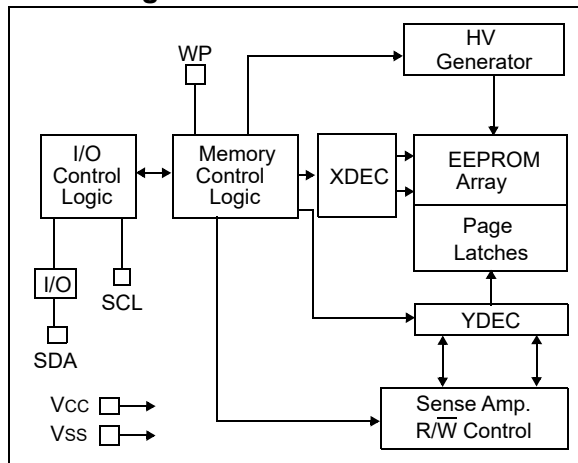 HV
Generator
WP
I/O
Control
Logic
Memory
Control
Logic
XDEC
EEPROM
Array
Page
Latches
I/O
SCL
SDA
YDEC
VCC
VSS
Sense Amp.
R/W̅ Control